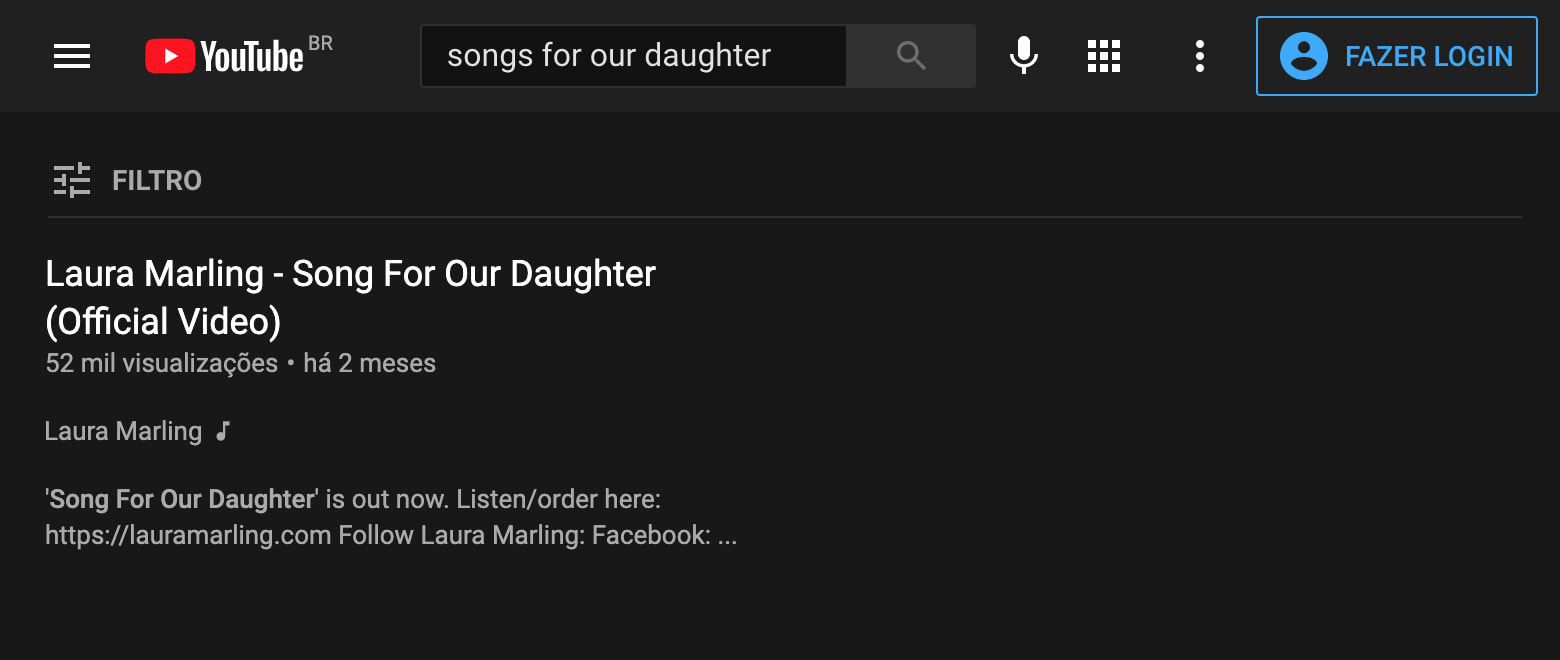 YouTube BR
songs for our daughter
FAZER LOGIN
FILTRO
Laura Marling - Song For Our Daughter
(Official Video)
52 mil visualizações • há 2 meses
Laura Marling
'Song For Our Daughter' is out now. Listen/order here:
https://lauramarling.com Follow Laura Marling: Facebook: ...